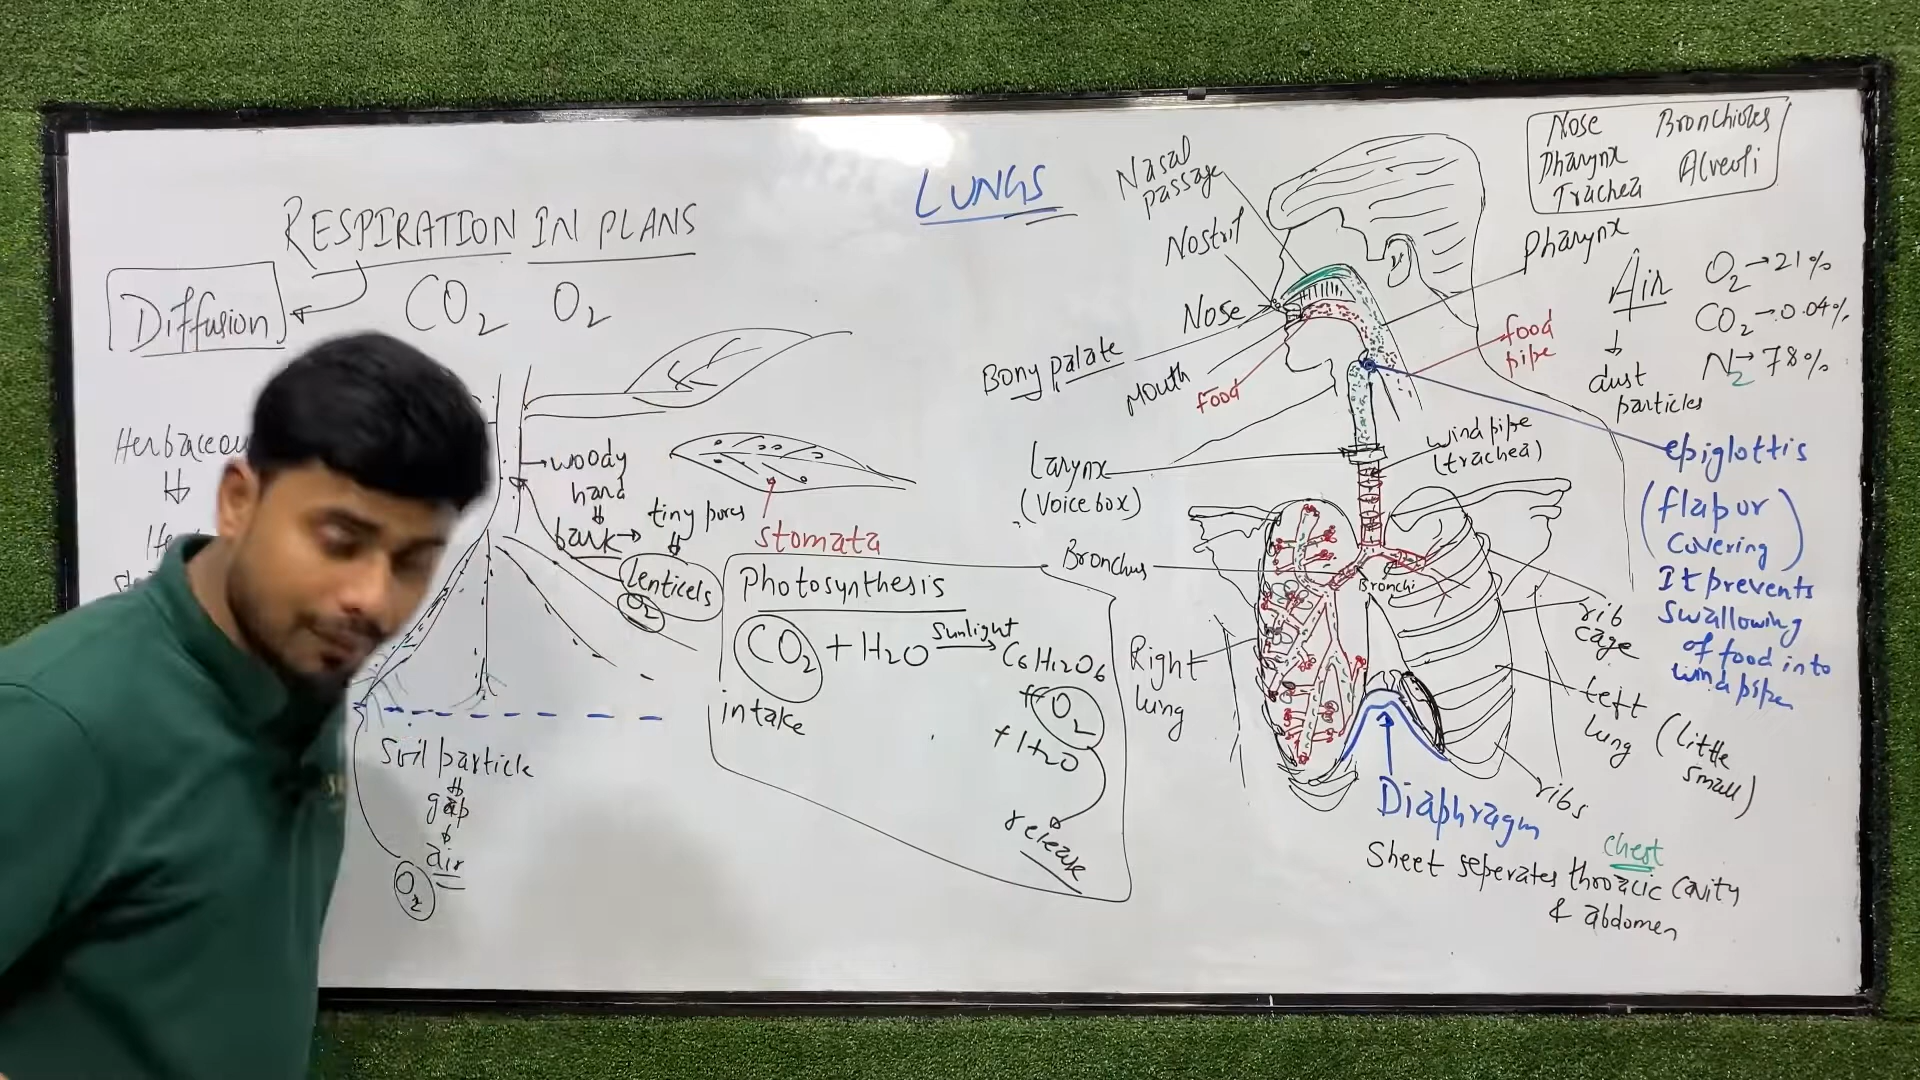 RESPIRATION IN PLANS
CO2 O2
Diffusion
woody
hard
bark
tiny pores
lenticels
O2
stomata
Soil particle
gap
air
O2
Photosynthesis
CO2 + H2O Sunlight C6H12O6
intake
O2
+ H2O
release
LUNGS
Nasal
passage
Nostril
Nose
Bony palate
Mouth
food
Larynx
(Voice box)
Bronchus
Bronchi
Right
lung
Nose Bronchioles
Pharynx Alveoli
Trachea
Pharynx
food
pipe
wind pipe
(trachea)
Air
dust
particles
O2 → 21%
CO2 → 0.04%
N2 → 78%
epiglottis
(flap or
covering)
It prevents
swallowing
of food into
wind pipe
rib
cage
left
lung (little
small)
ribs
Diaphragm
chest
Sheet seperates throacic cavity
& abdomen